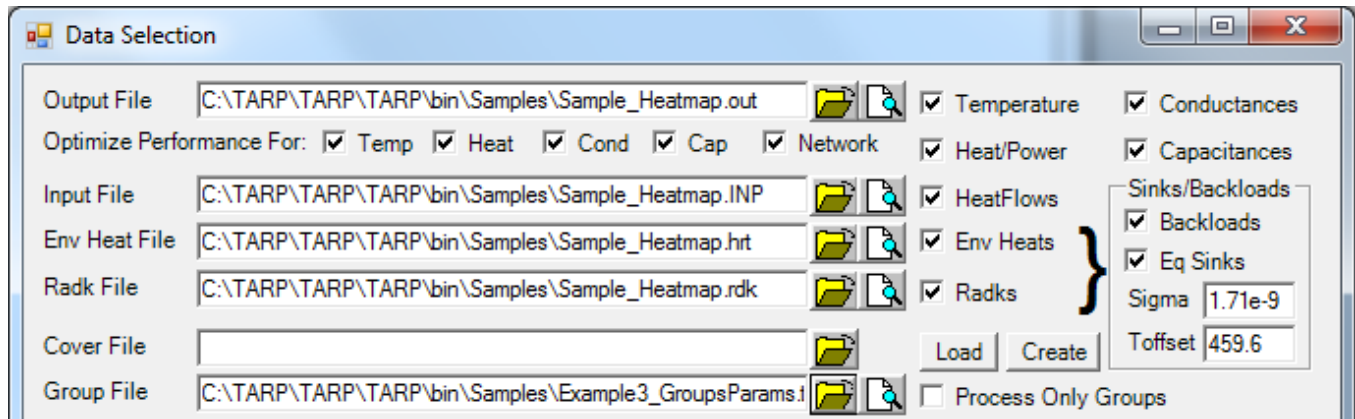 Data Selection
Output File C:\TARP\TARP\TARP\bin\Samples\Sample_Heatmap.out Temperature Conductances
Optimize Performance For: Temp Heat Cond Cap Network Heat/Power Capacitances
Input File C:\TARP\TARP\TARP\bin\Samples\Sample_Heatmap.INP HeatFlows Sinks/Backloads
Backloads
Env Heat File C:\TARP\TARP\TARP\bin\Samples\Sample_Heatmap.hrt Env Heats } Eq Sinks
Radk File C:\TARP\TARP\TARP\bin\Samples\Sample_Heatmap.rdk Radks Sigma 1.71e-9
Cover File Load Create Toffset 459.6
Group File C:\TARP\TARP\TARP\bin\Samples\Example3_GroupsParams.t Process Only Groups